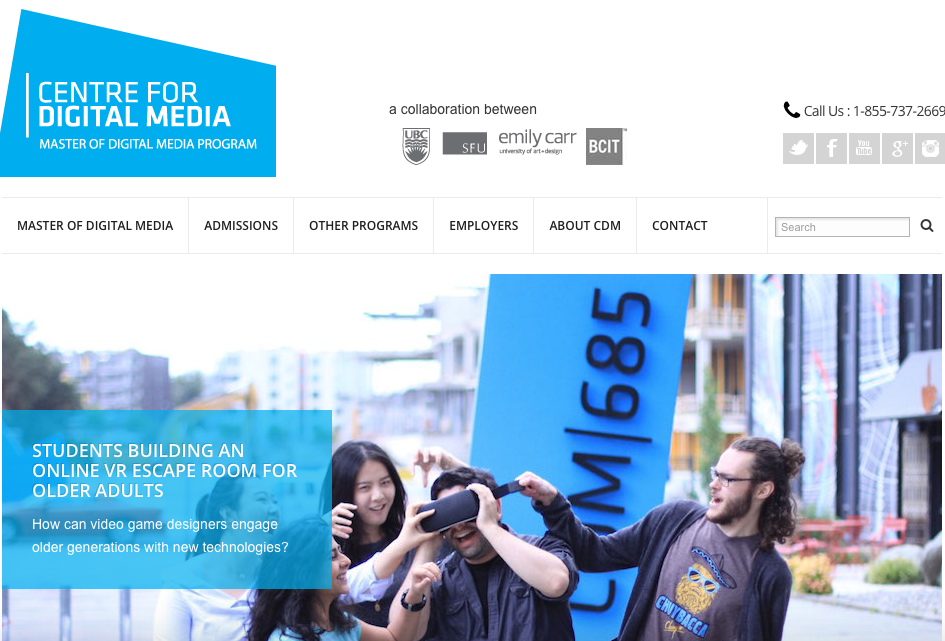 CENTRE FOR
DIGITAL MEDIA
MASTER OF DIGITAL MEDIA PROGRAM
a collaboration between
UBC
SFU
emily carr
university of art+design
BCIT
Call Us : 1-855-737-2669
f
You
Tube
g+
MASTER OF DIGITAL MEDIA
ADMISSIONS
OTHER PROGRAMS
EMPLOYERS
ABOUT CDM
CONTACT
Search
CDM|685
STUDENTS BUILDING AN
ONLINE VR ESCAPE ROOM FOR
OLDER ADULTS
How can video game designers engage
older generations with new technologies?
CHUYBACCA